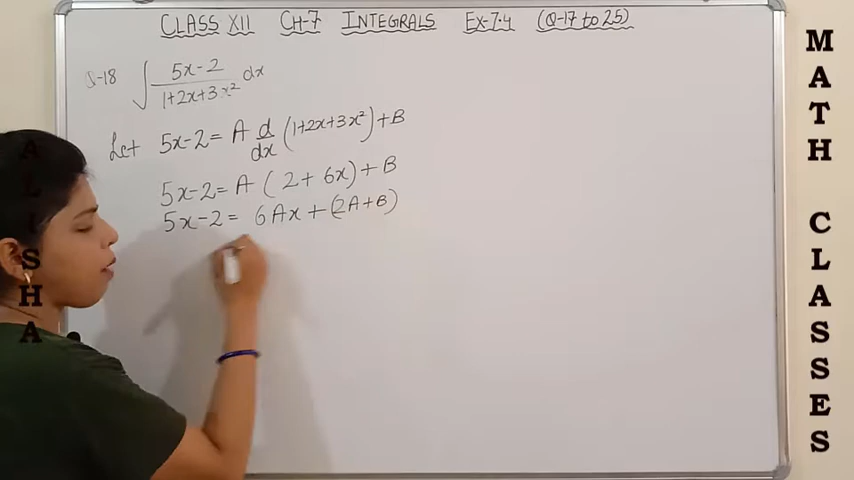 CLASS XII CH-7 INTEGRALS EX-7.4 (Q-17 to 25)
Q-18 ∫ (5x-2)/(1+2x+3x²) dx
Let 5x-2 = A d/dx (1+2x+3x²) + B
5x-2 = A (2+6x) + B
5x-2 = 6Ax + (2A+B)
ALISHA
MATH CLASSES